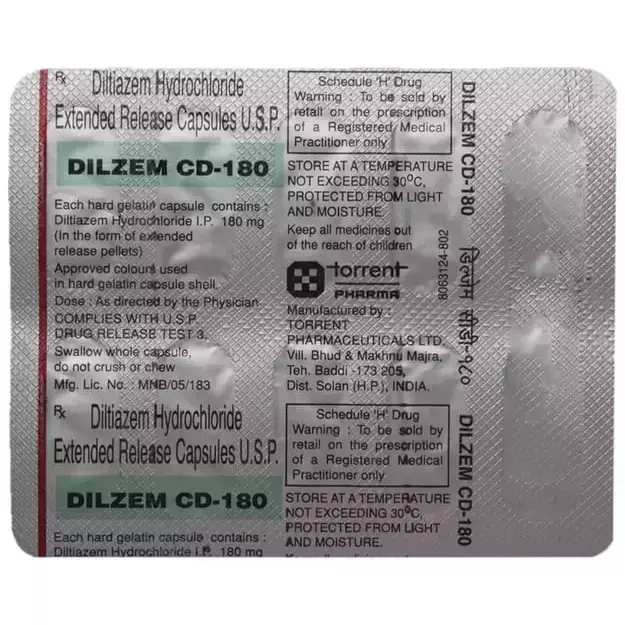 Rx
Diltiazem Hydrochloride
Extended Release Capsules U.S.P.
DILZEM CD-180
Each hard gelatin capsule contains :
Diltiazem Hydrochloride I.P. 180 mg
(In the form of extended
release pellets)
Approved colours used
in hard gelatin capsule shell.
Dose : As directed by the Physician
COMPLIES WITH U.S.P.
DRUG RELEASE TEST 3.
Swallow whole capsule,
do not crush or chew
Mfg. Lic. No. : MNB/05/183
Schedule 'H' Drug
Warning : To be sold by
retail on the prescription
of a Registered Medical
Practitioner only
STORE AT A TEMPERATURE
NOT EXCEEDING 30°C,
PROTECTED FROM LIGHT
AND MOISTURE.
Keep all medicines out
of the reach of children
torrent
PHARMA
Manufactured by :
TORRENT
PHARMACEUTICALS LTD.
Vill. Bhud & Makhnu Majra,
Teh. Baddi -173 205,
Dist. Solan (H.P.), INDIA.
8063124-802
DILZEM CD-180
डिल्ज़ेम सीडी-१८०
DILZEM CD-180
Rx
Diltiazem Hydrochloride
Extended Release Capsules U.S.P.
DILZEM CD-180
Each hard gelatin capsule contains :
Diltiazem Hydrochloride I.P. 180 mg
Schedule 'H' Drug
Warning : To be sold by
retail on the prescription
of a Registered Medical
Practitioner only
STORE AT A TEMPERATURE
NOT EXCEEDING 30°C,
PROTECTED FROM LIGHT
AND MOISTURE.